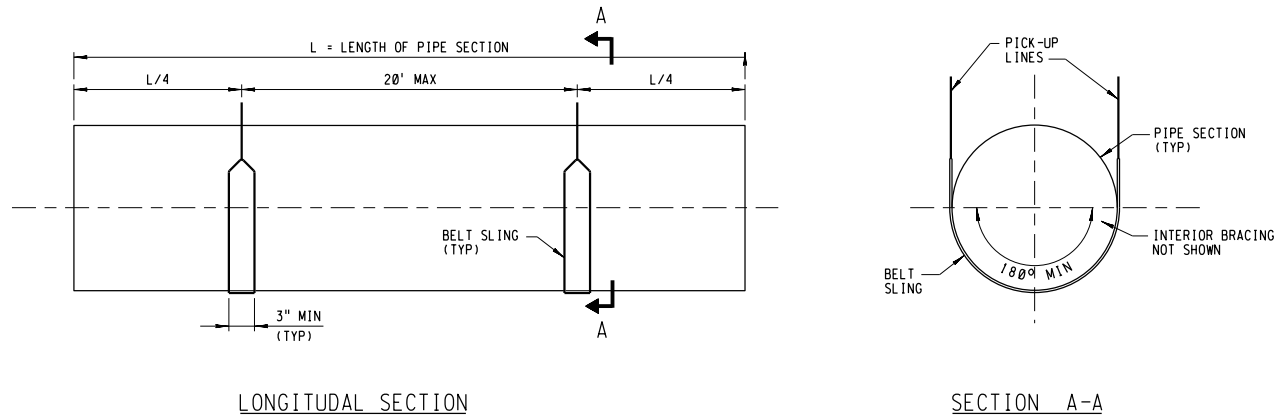 A
L = LENGTH OF PIPE SECTION
L/4
20' MAX
L/4
BELT SLING
(TYP)
3" MIN
(TYP)
A
LONGITUDAL SECTION
PICK-UP
LINES
PIPE SECTION
(TYP)
INTERIOR BRACING
NOT SHOWN
180º MIN
BELT
SLING
SECTION A-A